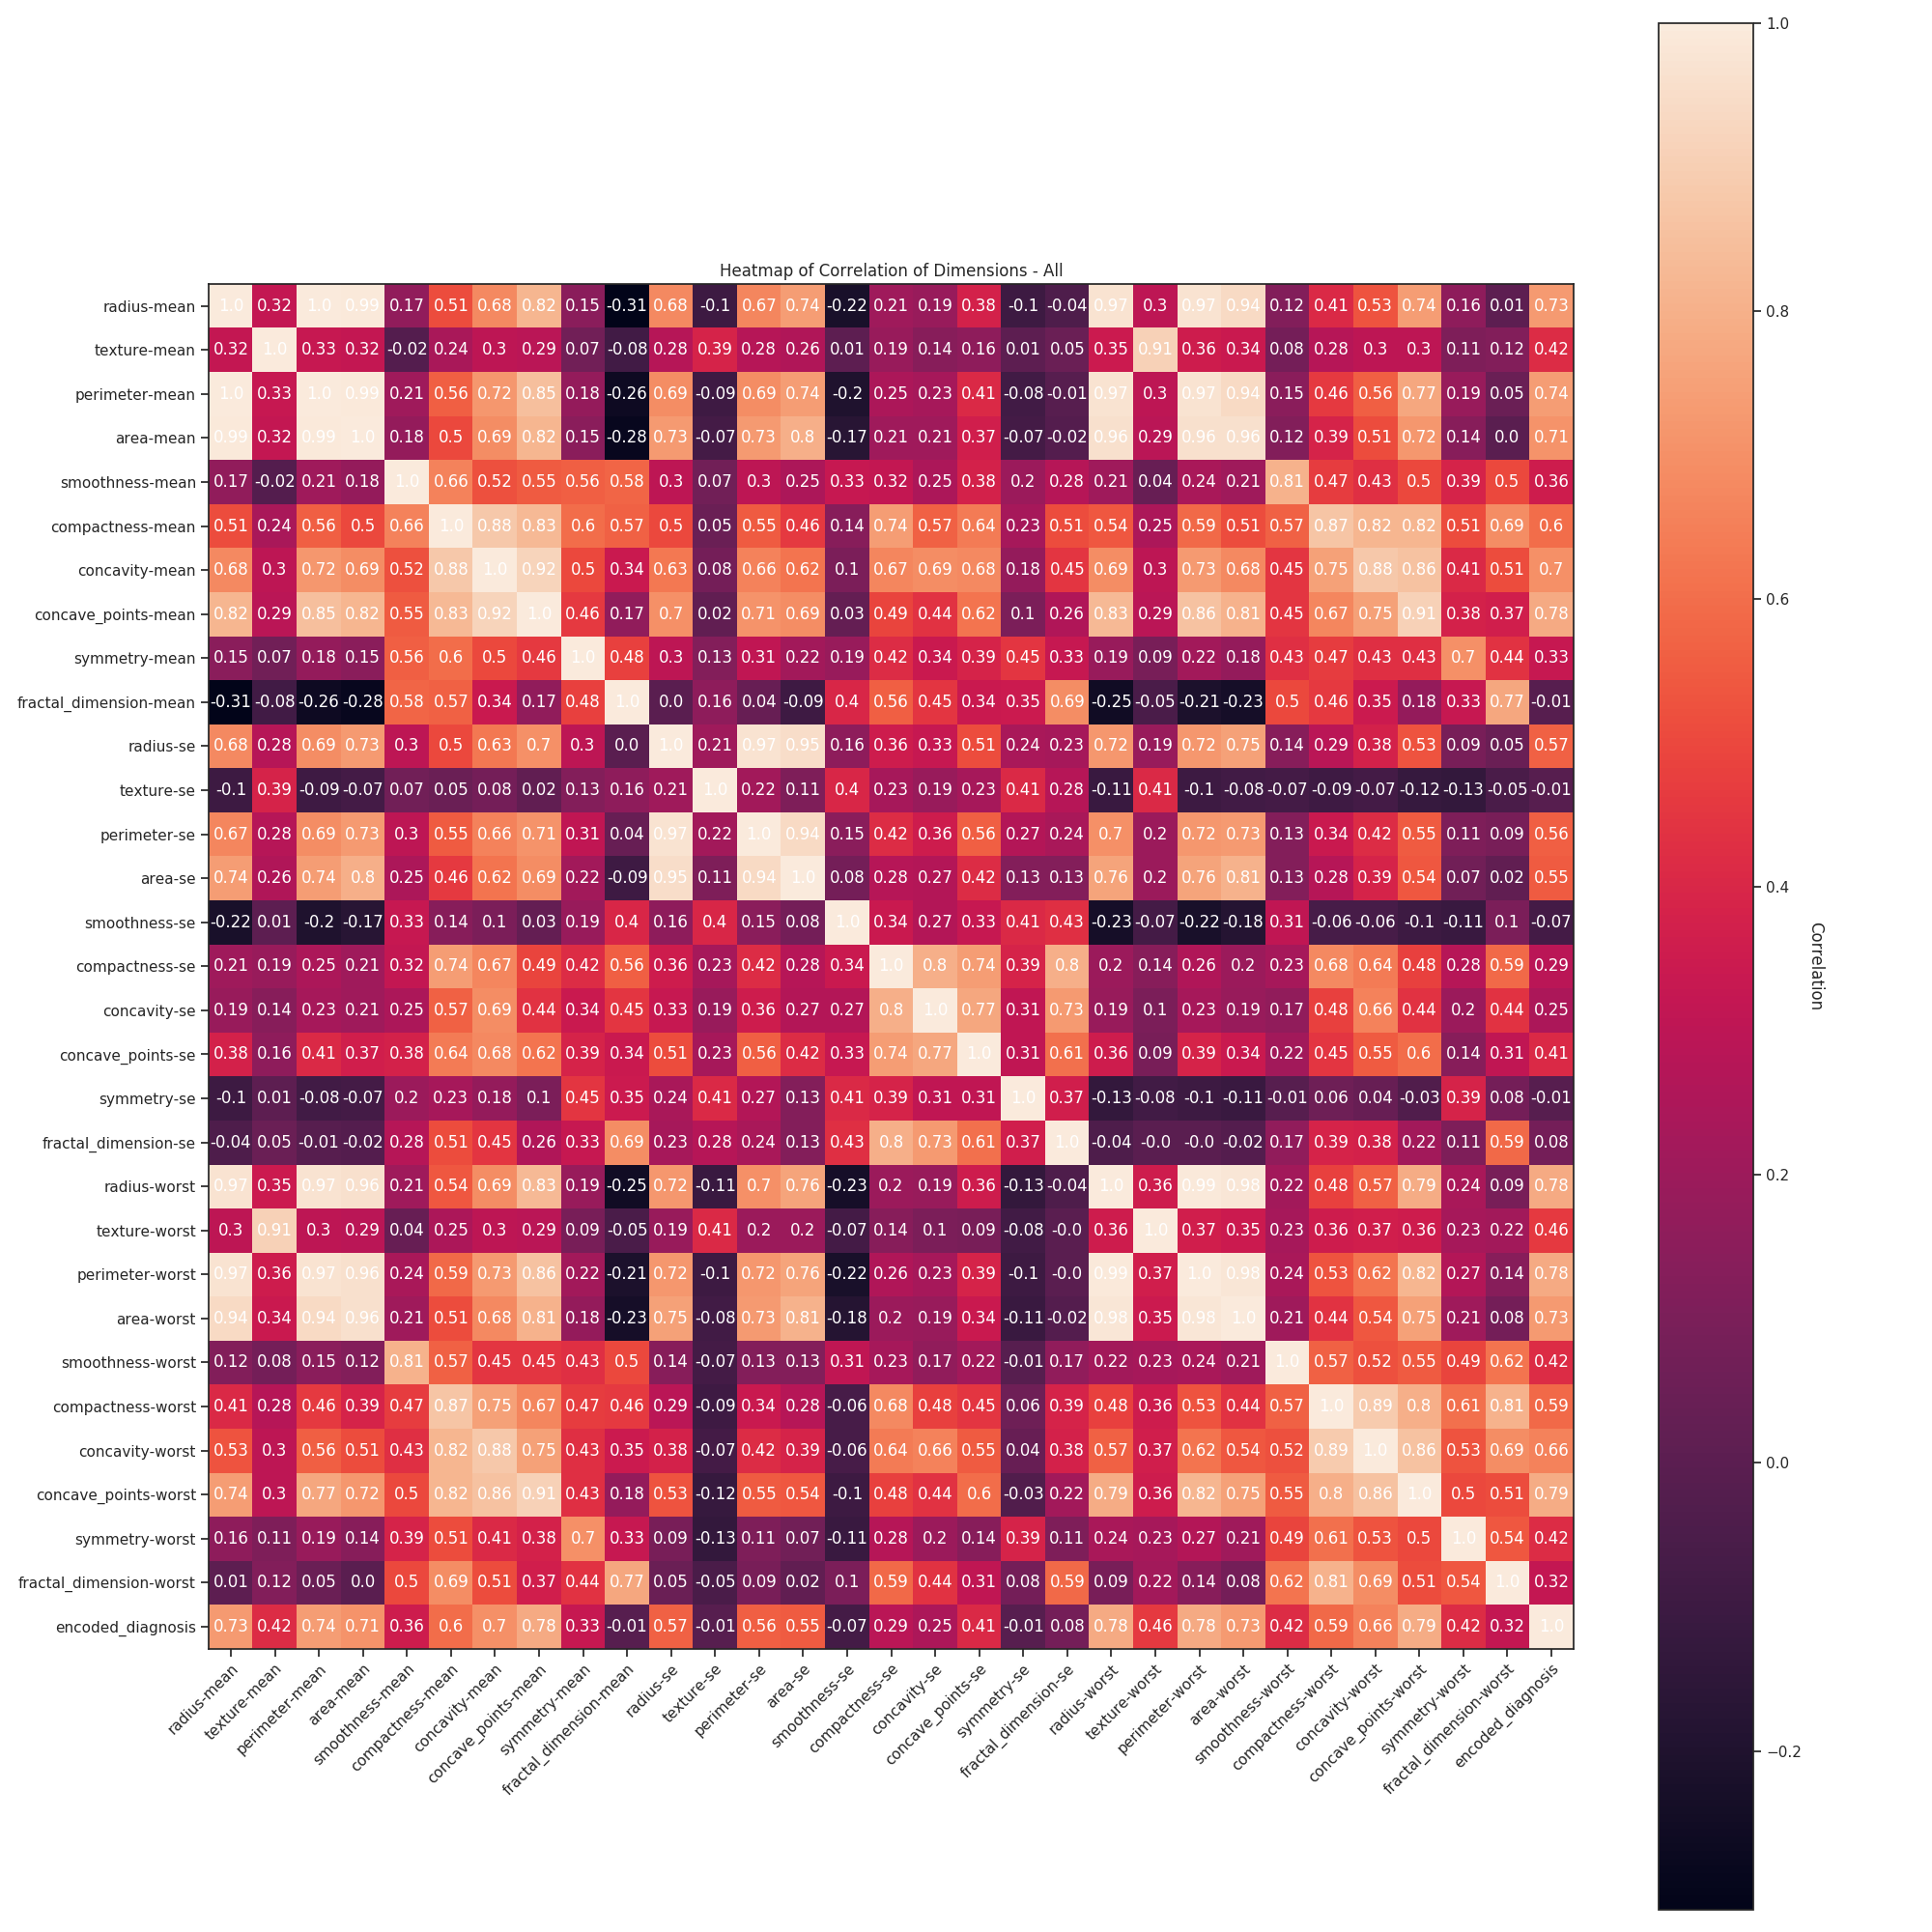 Heatmap of Correlation of Dimensions - All
radius-mean 1.0 0.32 1.0 0.99 0.17 0.51 0.68 0.82 0.15 -0.31 0.68 -0.1 0.67 0.74 -0.22 0.21 0.19 0.38 -0.1 -0.04 0.97 0.3 0.97 0.94 0.12 0.41 0.53 0.74 0.16 0.01 0.73
texture-mean 0.32 1.0 0.33 0.32 -0.02 0.24 0.3 0.29 0.07 -0.08 0.28 0.39 0.28 0.26 0.01 0.19 0.14 0.16 0.01 0.05 0.35 0.91 0.36 0.34 0.08 0.28 0.3 0.3 0.11 0.12 0.42
perimeter-mean 1.0 0.33 1.0 0.99 0.21 0.56 0.72 0.85 0.18 -0.26 0.69 -0.09 0.69 0.74 -0.2 0.25 0.23 0.41 -0.08 -0.01 0.97 0.3 0.97 0.94 0.15 0.46 0.56 0.77 0.19 0.05 0.74
area-mean 0.99 0.32 0.99 1.0 0.18 0.5 0.69 0.82 0.15 -0.28 0.73 -0.07 0.73 0.8 -0.17 0.21 0.21 0.37 -0.07 -0.02 0.96 0.29 0.96 0.96 0.12 0.39 0.51 0.72 0.14 0.0 0.71
smoothness-mean 0.17 -0.02 0.21 0.18 1.0 0.66 0.52 0.55 0.56 0.58 0.3 0.07 0.3 0.25 0.33 0.32 0.25 0.38 0.2 0.28 0.21 0.04 0.24 0.21 0.81 0.47 0.43 0.5 0.39 0.5 0.36
compactness-mean 0.51 0.24 0.56 0.5 0.66 1.0 0.88 0.83 0.6 0.57 0.5 0.05 0.55 0.46 0.14 0.74 0.57 0.64 0.23 0.51 0.54 0.25 0.59 0.51 0.57 0.87 0.82 0.82 0.51 0.69 0.6
concavity-mean 0.68 0.3 0.72 0.69 0.52 0.88 1.0 0.92 0.5 0.34 0.63 0.08 0.66 0.62 0.1 0.67 0.69 0.68 0.18 0.45 0.69 0.3 0.73 0.68 0.45 0.75 0.88 0.86 0.41 0.51 0.7
concave_points-mean 0.82 0.29 0.85 0.82 0.55 0.83 0.92 1.0 0.46 0.17 0.7 0.02 0.71 0.69 0.03 0.49 0.44 0.62 0.1 0.26 0.83 0.29 0.86 0.81 0.45 0.67 0.75 0.91 0.38 0.37 0.78
symmetry-mean 0.15 0.07 0.18 0.15 0.56 0.6 0.5 0.46 1.0 0.48 0.3 0.13 0.31 0.22 0.19 0.42 0.34 0.39 0.45 0.33 0.19 0.09 0.22 0.18 0.43 0.47 0.43 0.43 0.7 0.44 0.33
fractal_dimension-mean -0.31 -0.08 -0.26 -0.28 0.58 0.57 0.34 0.17 0.48 1.0 0.0 0.16 0.04 -0.09 0.4 0.56 0.45 0.34 0.35 0.69 -0.25 -0.05 -0.21 -0.23 0.5 0.46 0.35 0.18 0.33 0.77 -0.01
radius-se 0.68 0.28 0.69 0.73 0.3 0.5 0.63 0.7 0.3 0.0 1.0 0.21 0.97 0.95 0.16 0.36 0.33 0.51 0.24 0.23 0.72 0.19 0.72 0.75 0.14 0.29 0.38 0.53 0.09 0.05 0.57
texture-se -0.1 0.39 -0.09 -0.07 0.07 0.05 0.08 0.02 0.13 0.16 0.21 1.0 0.22 0.11 0.4 0.23 0.19 0.23 0.41 0.28 -0.11 0.41 -0.1 -0.08 -0.07 -0.09 -0.07 -0.12 -0.13 -0.05 -0.01
perimeter-se 0.67 0.28 0.69 0.73 0.3 0.55 0.66 0.71 0.31 0.04 0.97 0.22 1.0 0.94 0.15 0.42 0.36 0.56 0.27 0.24 0.7 0.2 0.72 0.73 0.13 0.34 0.42 0.55 0.11 0.09 0.56
area-se 0.74 0.26 0.74 0.8 0.25 0.46 0.62 0.69 0.22 -0.09 0.95 0.11 0.94 1.0 0.08 0.28 0.27 0.42 0.13 0.13 0.76 0.2 0.76 0.81 0.13 0.28 0.39 0.54 0.07 0.02 0.55
smoothness-se -0.22 0.01 -0.2 -0.17 0.33 0.14 0.1 0.03 0.19 0.4 0.16 0.4 0.15 0.08 1.0 0.34 0.27 0.33 0.41 0.43 -0.23 -0.07 -0.22 -0.18 0.31 -0.06 -0.06 -0.1 -0.11 0.1 -0.07
compactness-se 0.21 0.19 0.25 0.21 0.32 0.74 0.67 0.49 0.42 0.56 0.36 0.23 0.42 0.28 0.34 1.0 0.8 0.74 0.39 0.8 0.2 0.14 0.26 0.2 0.23 0.68 0.64 0.48 0.28 0.59 0.29
concavity-se 0.19 0.14 0.23 0.21 0.25 0.57 0.69 0.44 0.34 0.45 0.33 0.19 0.36 0.27 0.27 0.8 1.0 0.77 0.31 0.73 0.19 0.1 0.23 0.19 0.17 0.48 0.66 0.44 0.2 0.44 0.25
concave_points-se 0.38 0.16 0.41 0.37 0.38 0.64 0.68 0.62 0.39 0.34 0.51 0.23 0.56 0.42 0.33 0.74 0.77 1.0 0.31 0.61 0.36 0.09 0.39 0.34 0.22 0.45 0.55 0.6 0.14 0.31 0.41
symmetry-se -0.1 0.01 -0.08 -0.07 0.2 0.23 0.18 0.1 0.45 0.35 0.24 0.41 0.27 0.13 0.41 0.39 0.31 0.31 1.0 0.37 -0.13 -0.08 -0.1 -0.11 -0.01 0.06 0.04 -0.03 0.39 0.08 -0.01
fractal_dimension-se -0.04 0.05 -0.01 -0.02 0.28 0.51 0.45 0.26 0.33 0.69 0.23 0.28 0.24 0.13 0.43 0.8 0.73 0.61 0.37 1.0 -0.04 -0.0 -0.0 -0.02 0.17 0.39 0.38 0.22 0.11 0.59 0.08
radius-worst 0.97 0.35 0.97 0.96 0.21 0.54 0.69 0.83 0.19 -0.25 0.72 -0.11 0.7 0.76 -0.23 0.2 0.19 0.36 -0.13 -0.04 1.0 0.36 0.99 0.98 0.22 0.48 0.57 0.79 0.24 0.09 0.78
texture-worst 0.3 0.91 0.3 0.29 0.04 0.25 0.3 0.29 0.09 -0.05 0.19 0.41 0.2 0.2 -0.07 0.14 0.1 0.09 -0.08 -0.0 0.36 1.0 0.37 0.35 0.23 0.36 0.37 0.36 0.23 0.22 0.46
perimeter-worst 0.97 0.36 0.97 0.96 0.24 0.59 0.73 0.86 0.22 -0.21 0.72 -0.1 0.72 0.76 -0.22 0.26 0.23 0.39 -0.1 -0.0 0.99 0.37 1.0 0.98 0.24 0.53 0.62 0.82 0.27 0.14 0.78
area-worst 0.94 0.34 0.94 0.96 0.21 0.51 0.68 0.81 0.18 -0.23 0.75 -0.08 0.73 0.81 -0.18 0.2 0.19 0.34 -0.11 -0.02 0.98 0.35 0.98 1.0 0.21 0.44 0.54 0.75 0.21 0.08 0.73
smoothness-worst 0.12 0.08 0.15 0.12 0.81 0.57 0.45 0.45 0.43 0.5 0.14 -0.07 0.13 0.13 0.31 0.23 0.17 0.22 -0.01 0.17 0.22 0.23 0.24 0.21 1.0 0.57 0.52 0.55 0.49 0.62 0.42
compactness-worst 0.41 0.28 0.46 0.39 0.47 0.87 0.75 0.67 0.47 0.46 0.29 -0.09 0.34 0.28 -0.06 0.68 0.48 0.45 0.06 0.39 0.48 0.36 0.53 0.44 0.57 1.0 0.89 0.8 0.61 0.81 0.59
concavity-worst 0.53 0.3 0.56 0.51 0.43 0.82 0.88 0.75 0.43 0.35 0.38 -0.07 0.42 0.39 -0.06 0.64 0.66 0.55 0.04 0.38 0.57 0.37 0.62 0.54 0.52 0.89 1.0 0.86 0.53 0.69 0.66
concave_points-worst 0.74 0.3 0.77 0.72 0.5 0.82 0.86 0.91 0.43 0.18 0.53 -0.12 0.55 0.54 -0.1 0.48 0.44 0.6 -0.03 0.22 0.79 0.36 0.82 0.75 0.55 0.8 0.86 1.0 0.5 0.51 0.79
symmetry-worst 0.16 0.11 0.19 0.14 0.39 0.51 0.41 0.38 0.7 0.33 0.09 -0.13 0.11 0.07 -0.11 0.28 0.2 0.14 0.39 0.11 0.24 0.23 0.27 0.21 0.49 0.61 0.53 0.5 1.0 0.54 0.42
fractal_dimension-worst 0.01 0.12 0.05 0.0 0.5 0.69 0.51 0.37 0.44 0.77 0.05 -0.05 0.09 0.02 0.1 0.59 0.44 0.31 0.08 0.59 0.09 0.22 0.14 0.08 0.62 0.81 0.69 0.51 0.54 1.0 0.32
encoded_diagnosis 0.73 0.42 0.74 0.71 0.36 0.6 0.7 0.78 0.33 -0.01 0.57 -0.01 0.56 0.55 -0.07 0.29 0.25 0.41 -0.01 0.08 0.78 0.46 0.78 0.73 0.42 0.59 0.66 0.79 0.42 0.32 1.0
radius-mean
texture-mean
perimeter-mean
area-mean
smoothness-mean
compactness-mean
concavity-mean
concave_points-mean
symmetry-mean
fractal_dimension-mean
radius-se
texture-se
perimeter-se
area-se
smoothness-se
compactness-se
concavity-se
concave_points-se
symmetry-se
fractal_dimension-se
radius-worst
texture-worst
perimeter-worst
area-worst
smoothness-worst
compactness-worst
concavity-worst
concave_points-worst
symmetry-worst
fractal_dimension-worst
encoded_diagnosis
1.0
0.8
0.6
0.4
0.2
0.0
−0.2
Correlation